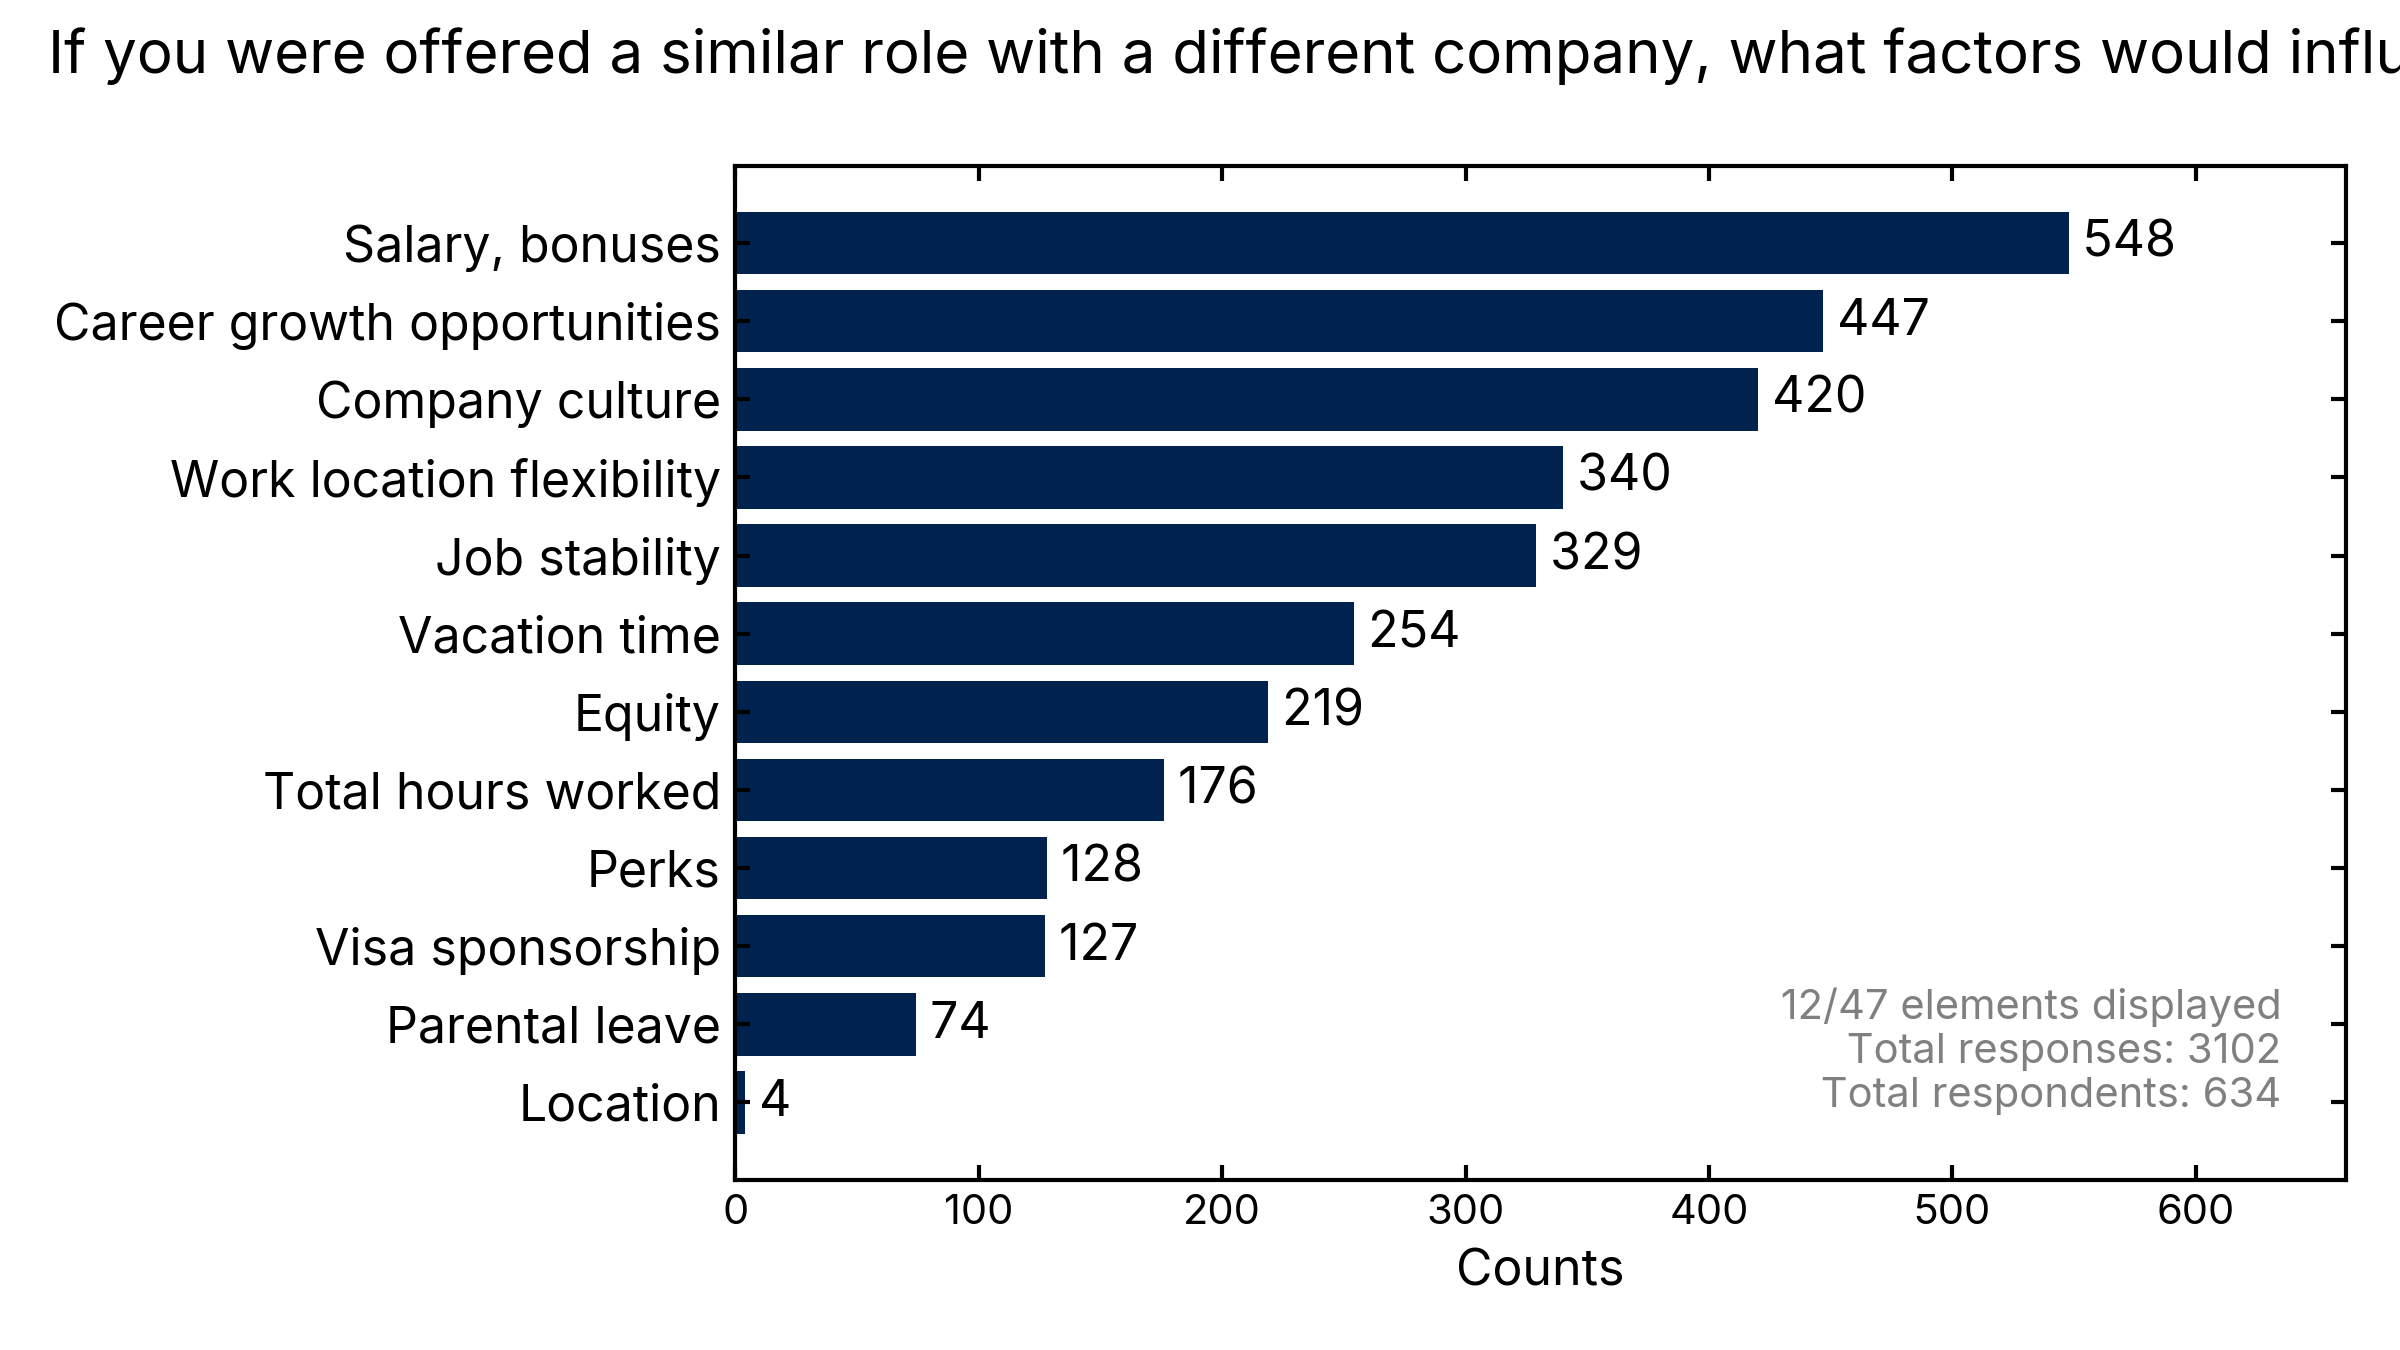 If you were offered a similar role with a different company, what factors would influ
Salary, bonuses 548
Career growth opportunities 447
Company culture 420
Work location flexibility 340
Job stability 329
Vacation time 254
Equity 219
Total hours worked 176
Perks 128
Visa sponsorship 127
Parental leave 74
Location 4
12/47 elements displayed
Total responses: 3102
Total respondents: 634
0 100 200 300 400 500 600
Counts